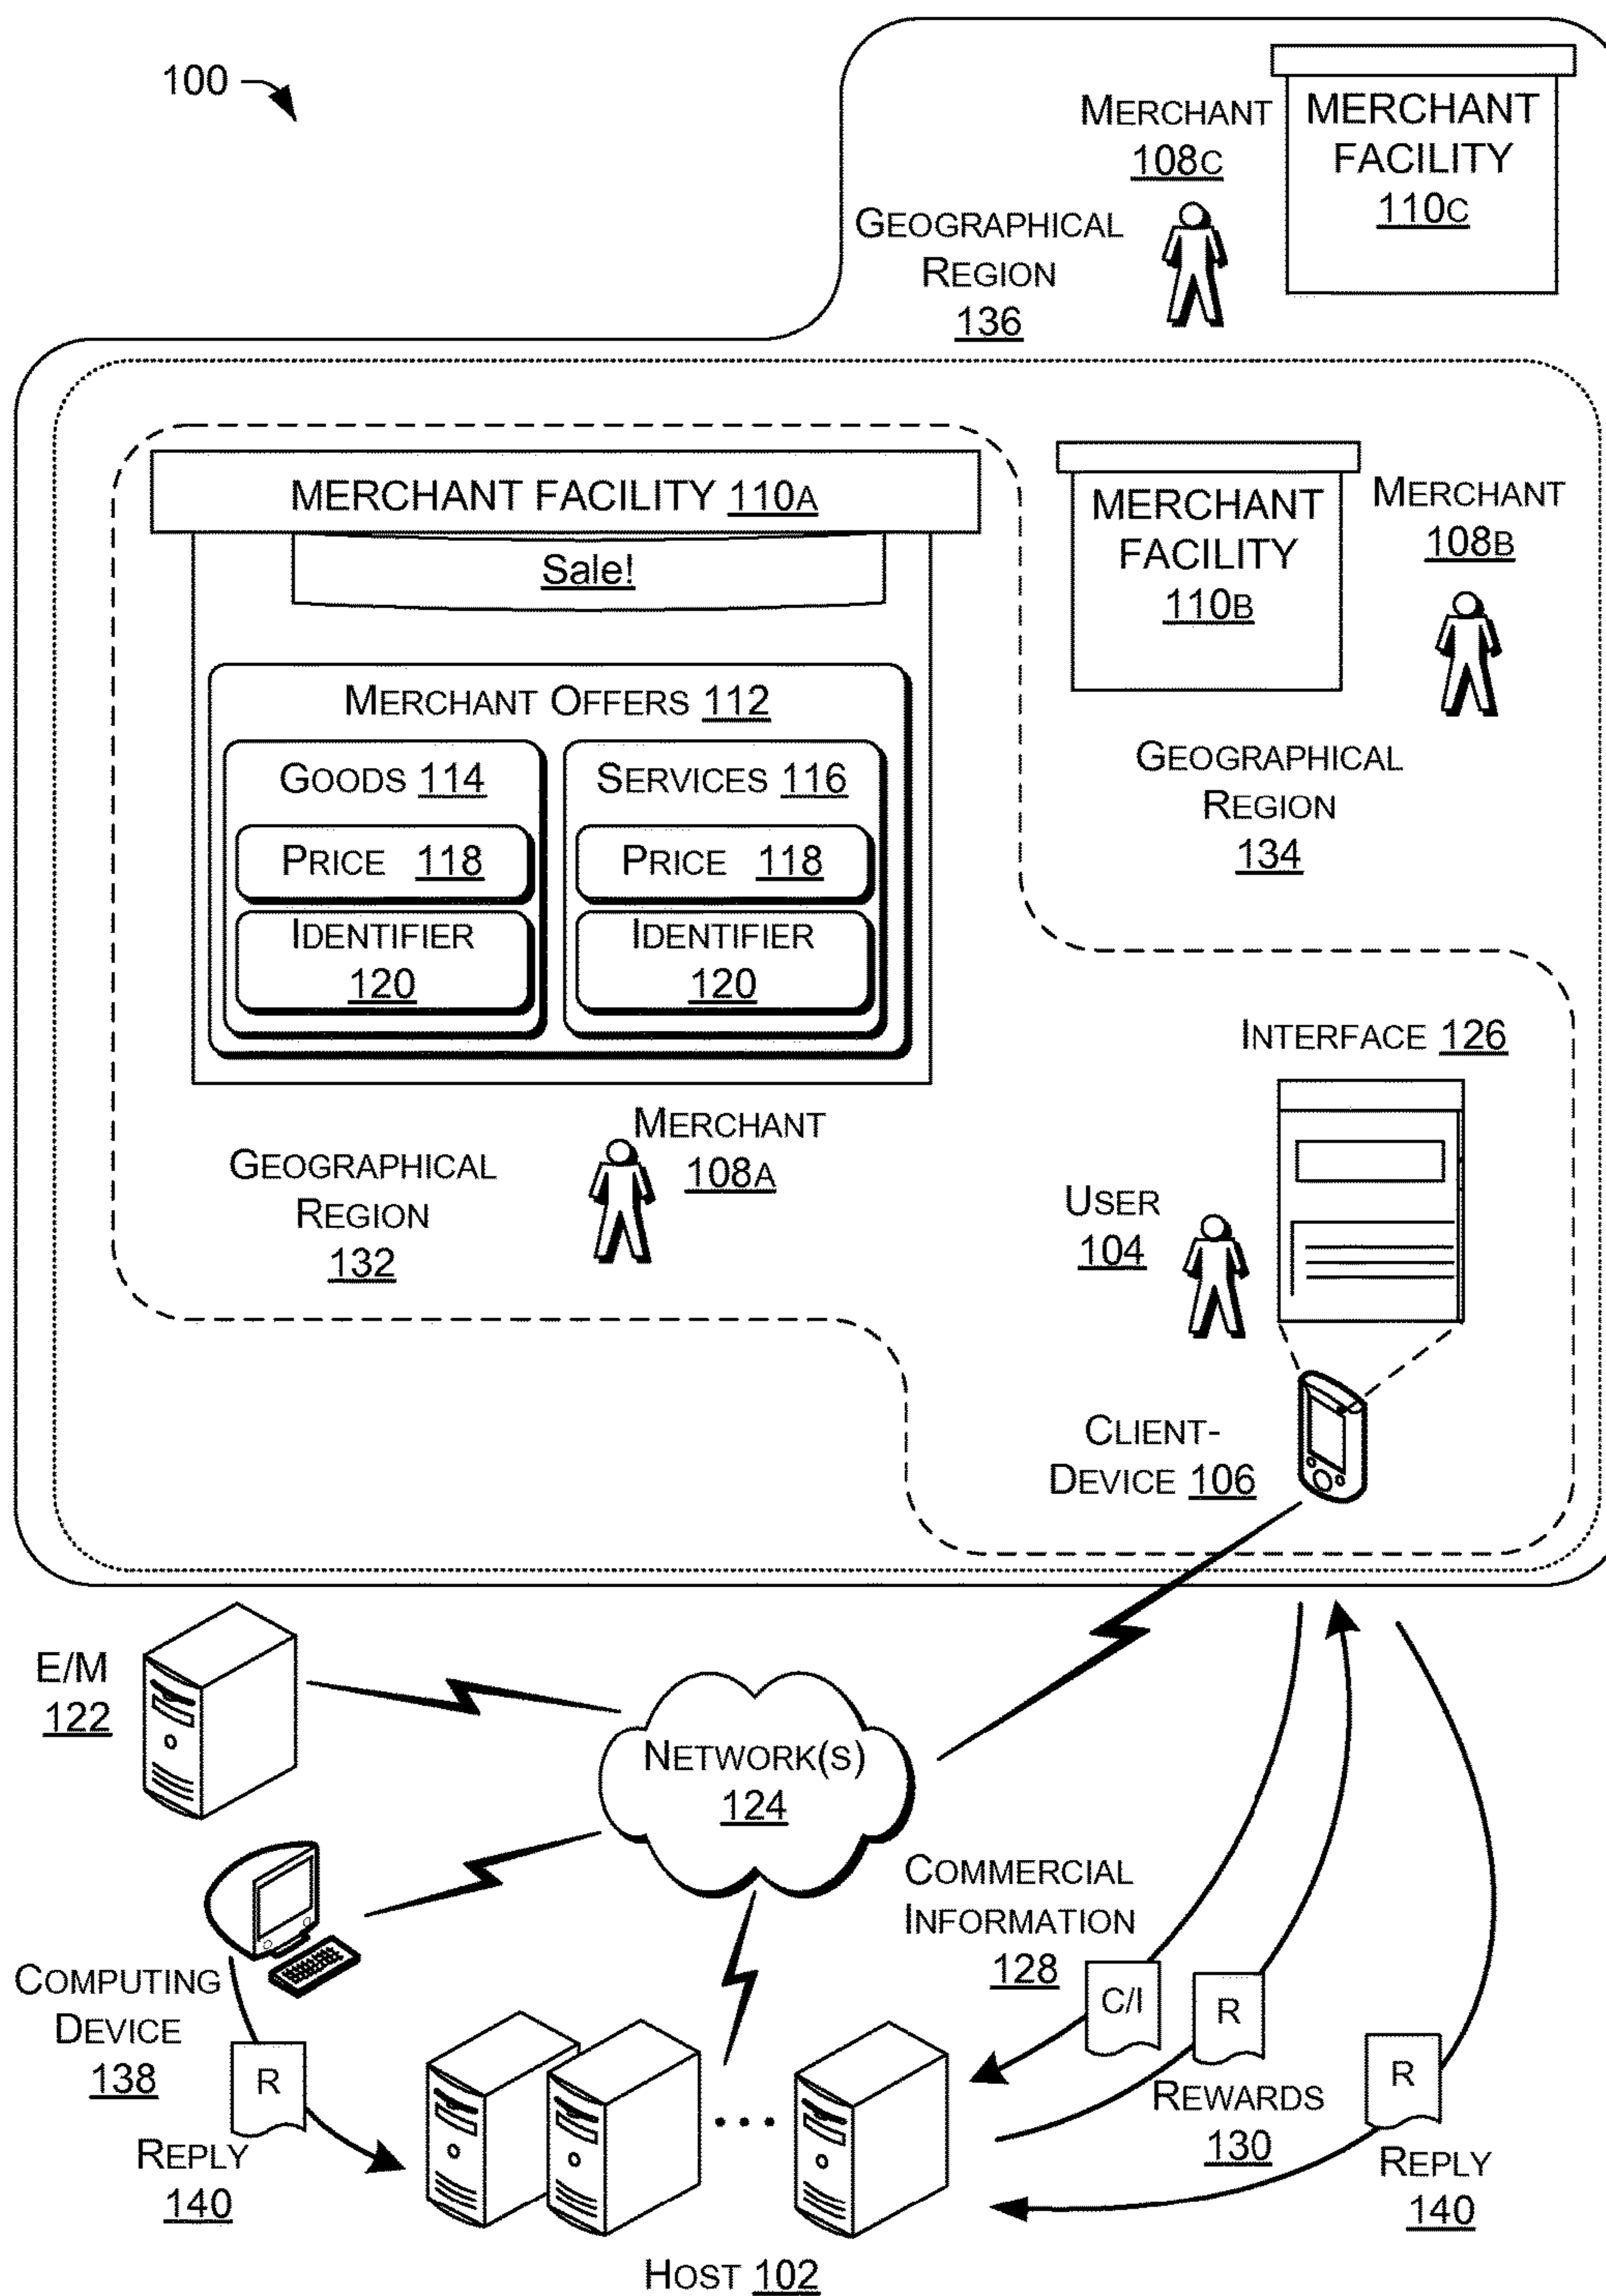 100
MERCHANT
108C
MERCHANT
FACILITY
110C
GEOGRAPHICAL
REGION
136
MERCHANT FACILITY 110A
Sale!
MERCHANT OFFERS 112
GOODS 114
PRICE 118
IDENTIFIER
120
SERVICES 116
PRICE 118
IDENTIFIER
120
MERCHANT
FACILITY
110B
MERCHANT
108B
GEOGRAPHICAL
REGION
134
GEOGRAPHICAL
REGION
132
MERCHANT
108A
INTERFACE 126
USER
104
CLIENT-
DEVICE 106
E/M
122
NETWORK(S)
124
COMPUTING
DEVICE
138
R
REPLY
140
COMMERCIAL
INFORMATION
128
C/I
R
REWARDS
130
R
REPLY
140
HOST 102